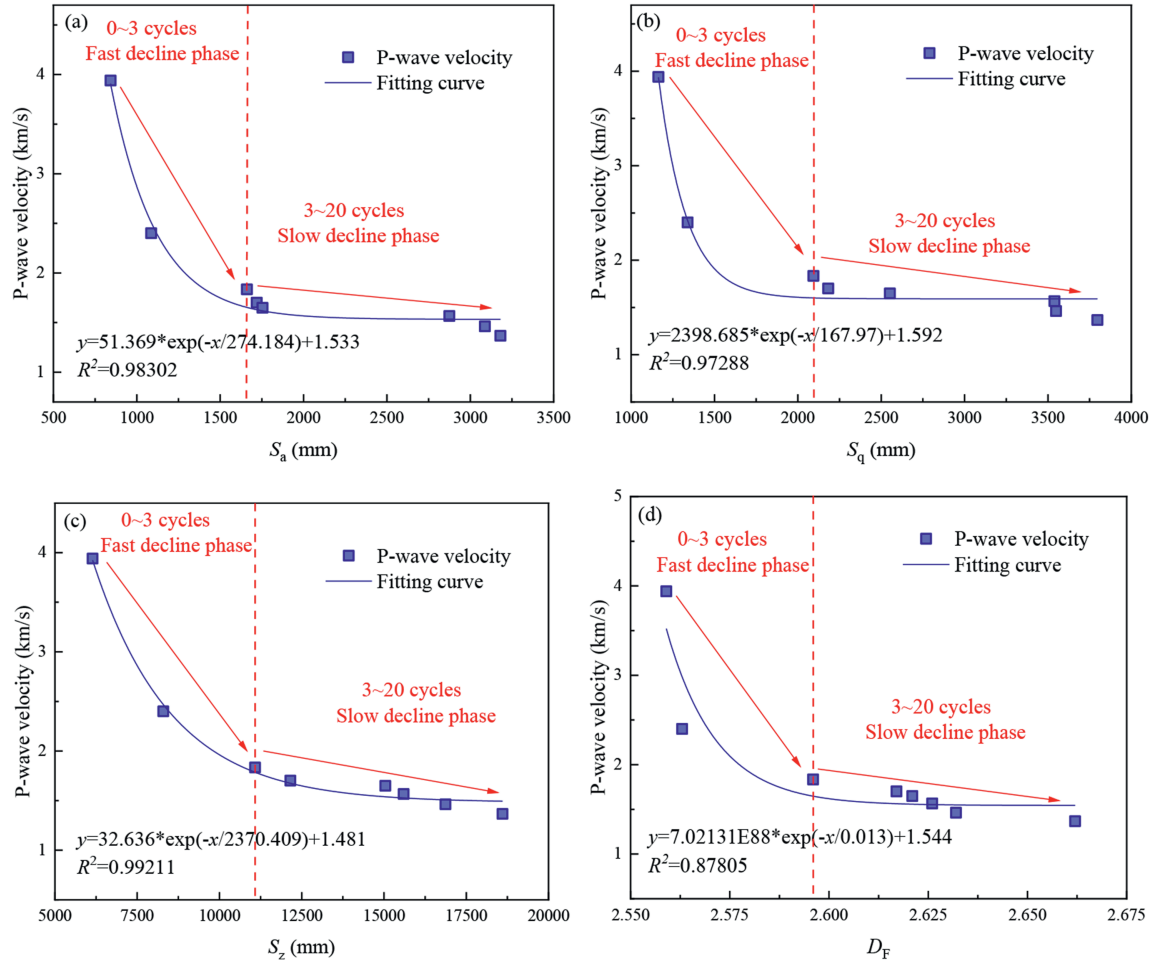 (a)
0~3 cycles
Fast decline phase
P-wave velocity
Fitting curve
3~20 cycles
Slow decline phase
y=51.369*exp(-x/274.184)+1.533
R²=0.98302
P-wave velocity (km/s)
4
3
2
1
500 1000 1500 2000 2500 3000 3500
Sa (mm)
(b)
0~3 cycles
Fast decline phase
P-wave velocity
Fitting curve
3~20 cycles
Slow decline phase
y=2398.685*exp(-x/167.97)+1.592
R²=0.97288
P-wave velocity (km/s)
4
3
2
1
1000 1500 2000 2500 3000 3500 4000
Sq (mm)
(c)
0~3 cycles
Fast decline phase
P-wave velocity
Fitting curve
3~20 cycles
Slow decline phase
y=32.636*exp(-x/2370.409)+1.481
R²=0.99211
P-wave velocity (km/s)
4
3
2
1
5000 7500 10000 12500 15000 17500 20000
Sz (mm)
(d)
0~3 cycles
Fast decline phase
P-wave velocity
Fitting curve
3~20 cycles
Slow decline phase
y=7.02131E88*exp(-x/0.013)+1.544
R²=0.87805
P-wave velocity (km/s)
5
4
3
2
1
2.550 2.575 2.600 2.625 2.650 2.675
DF